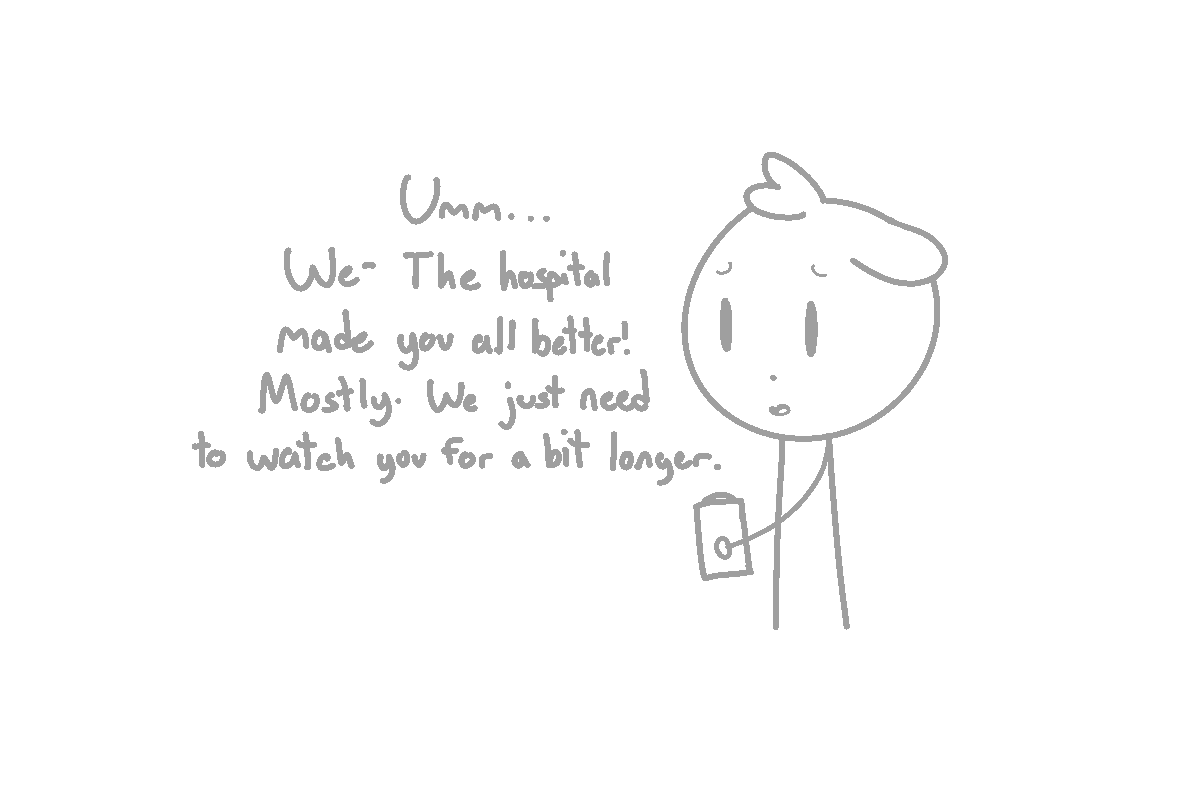 Umm...
We- The hospital
made you all better!
Mostly. We just need
to watch you for a bit longer.